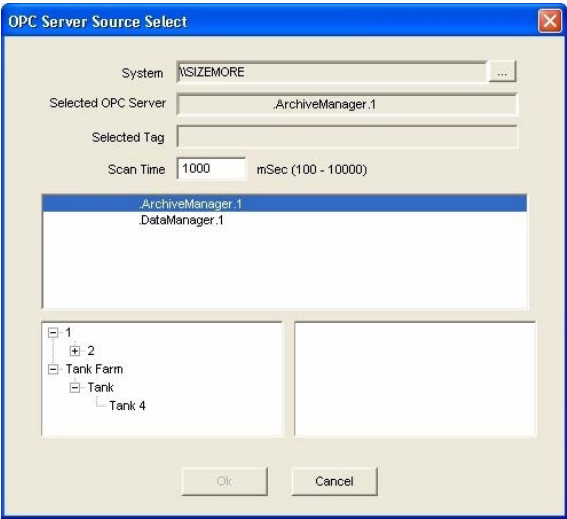 OPC Server Source Select
System \\SIZEMORE ...
Selected OPC Server .ArchiveManager.1
Selected Tag
Scan Time 1000 mSec (100 - 10000)
.ArchiveManager.1
.DataManager.1
1
2
Tank Farm
Tank
Tank 4
Ok Cancel